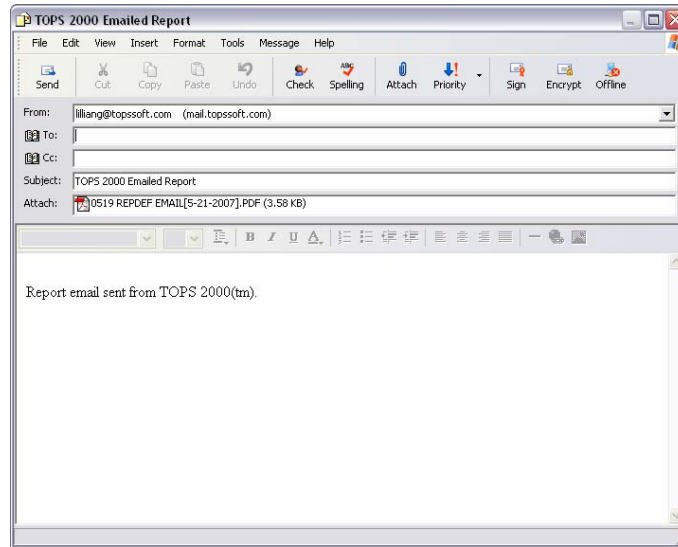 TOPS 2000 Emailed Report
File Edit View Insert Format Tools Message Help
Send Cut Copy Paste Undo Check Spelling Attach Priority Sign Encrypt Offline
From: lilliang@topssoft.com (mail.topssoft.com)
To:
Cc:
Subject: TOPS 2000 Emailed Report
Attach: 0519 REPDEF EMAIL[5-21-2007].PDF (3.58 KB)
B I U A
Report email sent from TOPS 2000(tm).